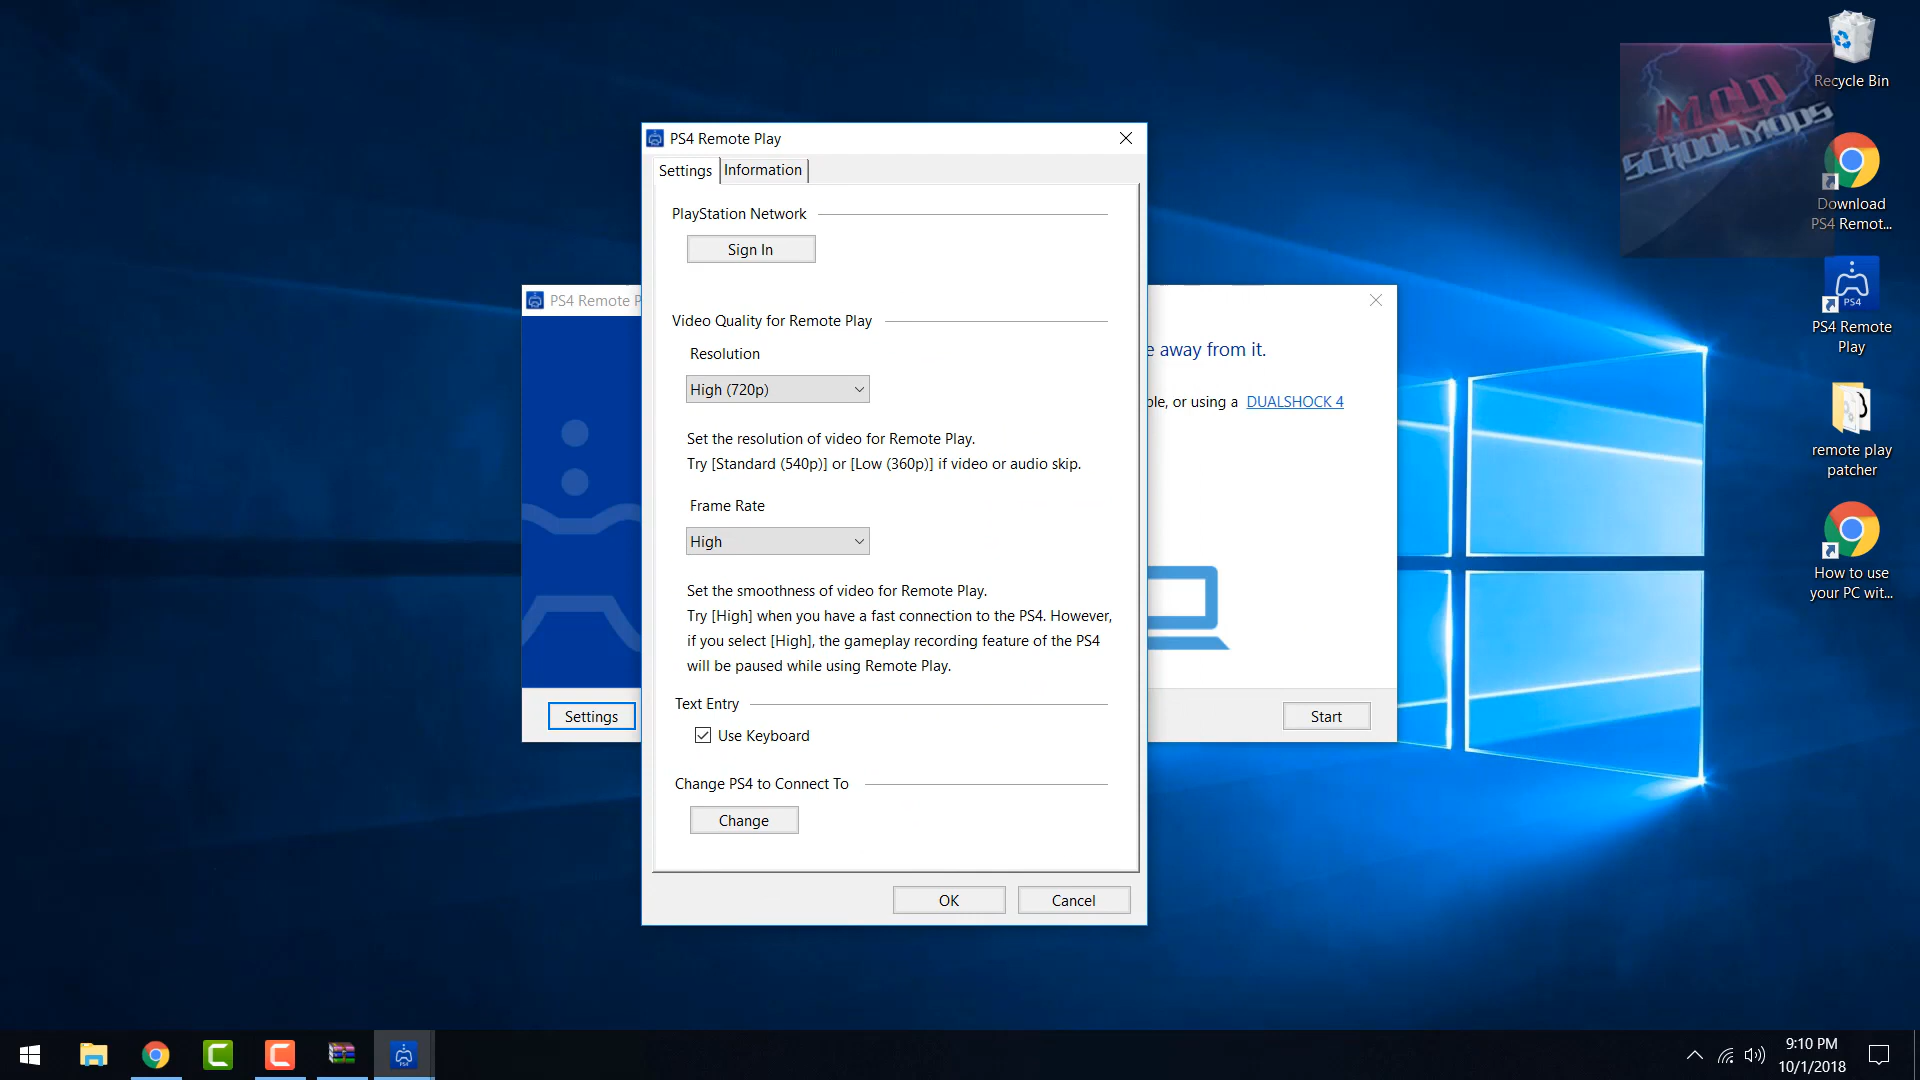 Recycle Bin
IM OLD
SCHOOL MODS
Download
PS4 Remot...
PS4
PS4 Remote
Play
remote play
patcher
How to use
your PC wit...
PS4 Remote P
e away from it.
ble, or using a DUALSHOCK 4
Settings
Start
PS4 Remote Play
Settings
Information
PlayStation Network
Sign In
Video Quality for Remote Play
Resolution
High (720p)
Set the resolution of video for Remote Play.
Try [Standard (540p)] or [Low (360p)] if video or audio skip.
Frame Rate
High
Set the smoothness of video for Remote Play.
Try [High] when you have a fast connection to the PS4. However,
if you select [High], the gameplay recording feature of the PS4
will be paused while using Remote Play.
Text Entry
Use Keyboard
Change PS4 to Connect To
Change
OK
Cancel
9:10 PM
10/1/2018